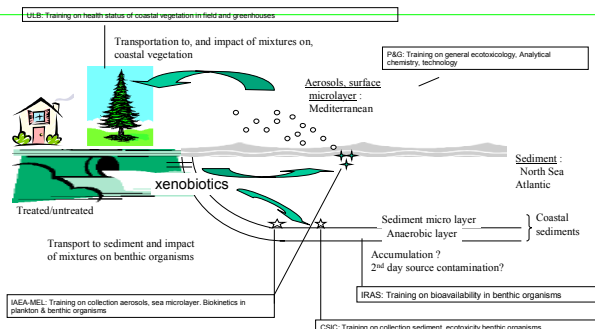 ULB: Training on health status of coastal vegetation in field and greenhouses
Transportation to, and impact of mixtures on,
coastal vegetation
P&G: Training on general ecotoxicology, Analytical
chemistry, technology
Aerosols, surface
microlayer :
Mediterranean
Sediment :
North Sea
Atlantic
xenobiotics
Treated/untreated
Sediment micro layer
Anaerobic layer
Coastal
sediments
Transport to sediment and impact
of mixtures on benthic organisms
Accumulation ?
2nd day source contamination?
IAEA-MEL: Training on collection aerosols, sea microlayer. Biokinetics in
plankton & benthic organisms
IRAS: Training on bioavailability in benthic organisms
CSIC: Training on collection sediment, ecotoxicity benthic organisms